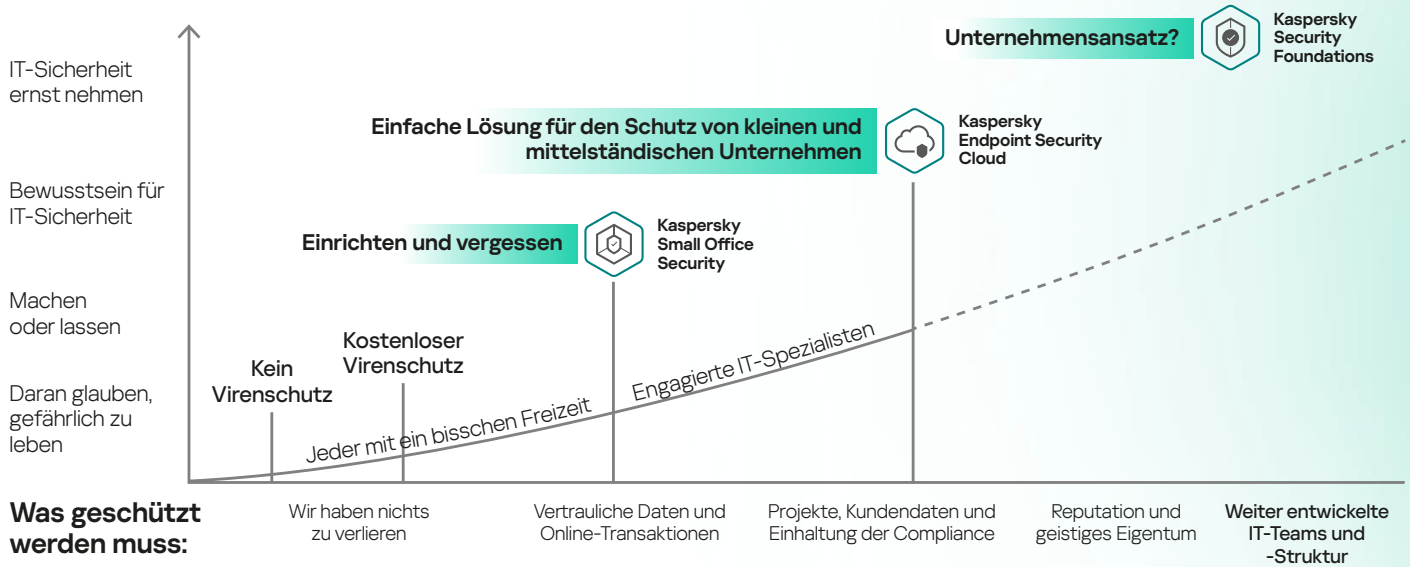 Unternehmensansatz?
Kaspersky
Security
Foundations
IT-Sicherheit
ernst nehmen
Einfache Lösung für den Schutz von kleinen und
mittelständischen Unternehmen
Kaspersky
Endpoint Security
Cloud
Bewusstsein für
IT-Sicherheit
Einrichten und vergessen
Kaspersky
Small Office
Security
Machen
oder lassen
Kein
Virenschutz
Kostenloser
Virenschutz
Daran glauben,
gefährlich zu
leben
Jeder mit ein bisschen Freizeit
Engagierte IT-Spezialisten
Was geschützt
werden muss:
Wir haben nichts
zu verlieren
Vertrauliche Daten und
Online-Transaktionen
Projekte, Kundendaten und
Einhaltung der Compliance
Reputation und
geistiges Eigentum
Weiter entwickelte
IT-Teams und
-Struktur